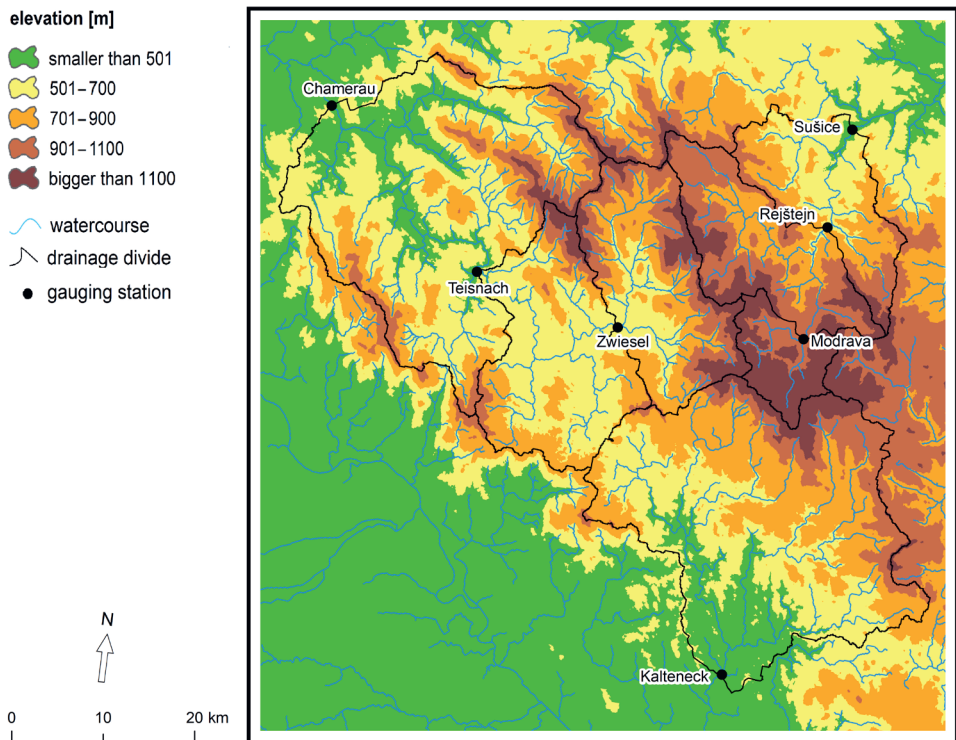 elevation [m]
smaller than 501
501–700
701–900
901–1100
bigger than 1100
watercourse
drainage divide
gauging station
N
0 10 20 km
Chamerau
Sušice
Rejštejn
Teisnach
Zwiesel
Modrava
Kalteneck